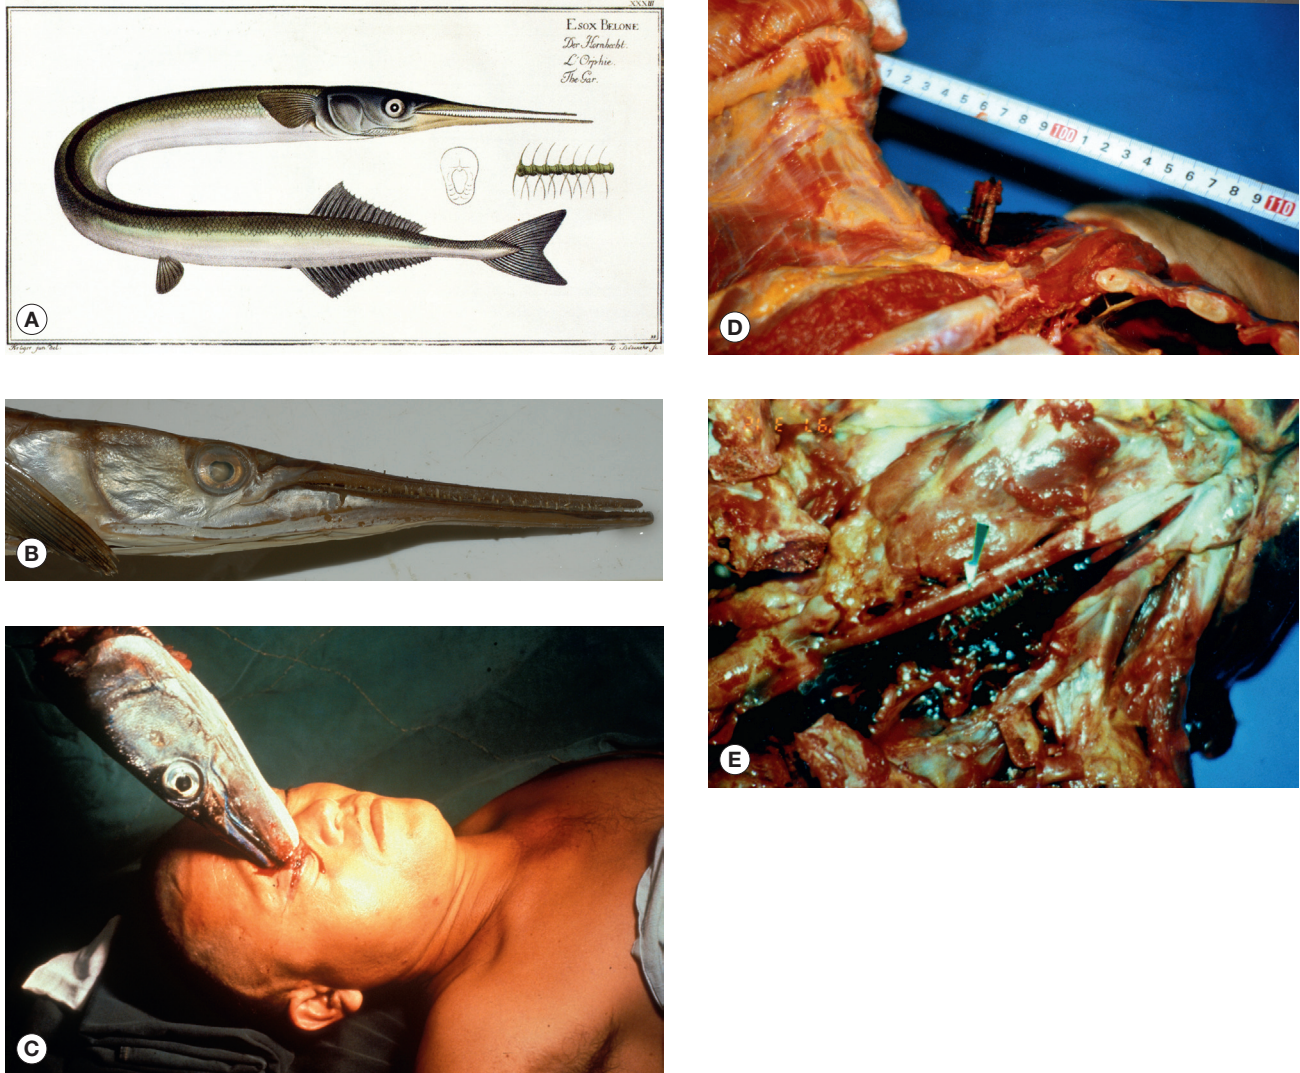 XXXIII
ESOX BELONE
Der Hornhecht.
L'Orphie.
The Gar.
A
B
C
1 2 3 4 5 6 7 8 9 100 1 2 3 4 5 6 7 8 9 110
D
E